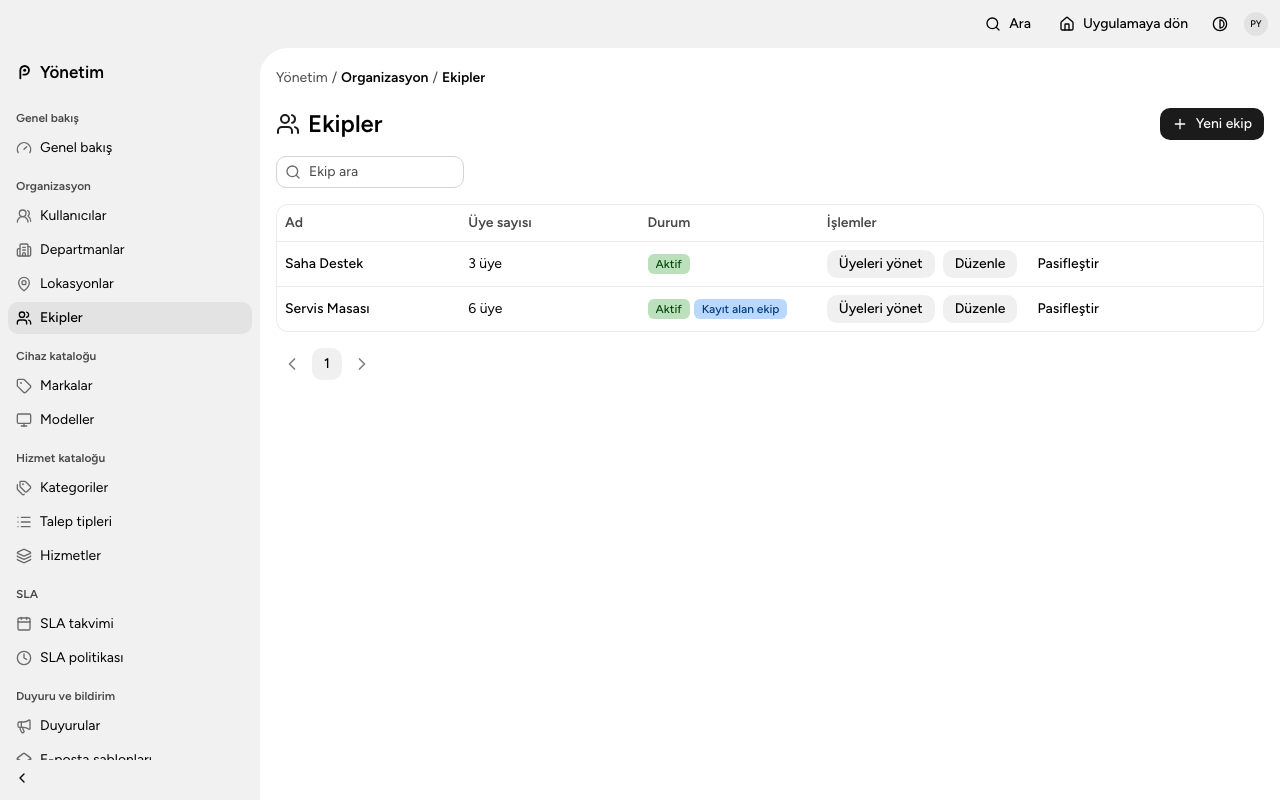 Ara
Uygulamaya dön
PY
Yönetim
Genel bakış
Genel bakış
Organizasyon
Kullanıcılar
Departmanlar
Lokasyonlar
Ekipler
Cihaz kataloğu
Markalar
Modeller
Hizmet kataloğu
Kategoriler
Talep tipleri
Hizmetler
SLA
SLA takvimi
SLA politikası
Duyuru ve bildirim
Duyurular
E-posta şablonları
Yönetim / Organizasyon / Ekipler
Ekipler
Yeni ekip
Ekip ara
Ad Üye sayısı Durum İşlemler
Saha Destek 3 üye Aktif Üyeleri yönet Düzenle Pasifleştir
Servis Masası 6 üye Aktif Kayıt alan ekip Üyeleri yönet Düzenle Pasifleştir
1